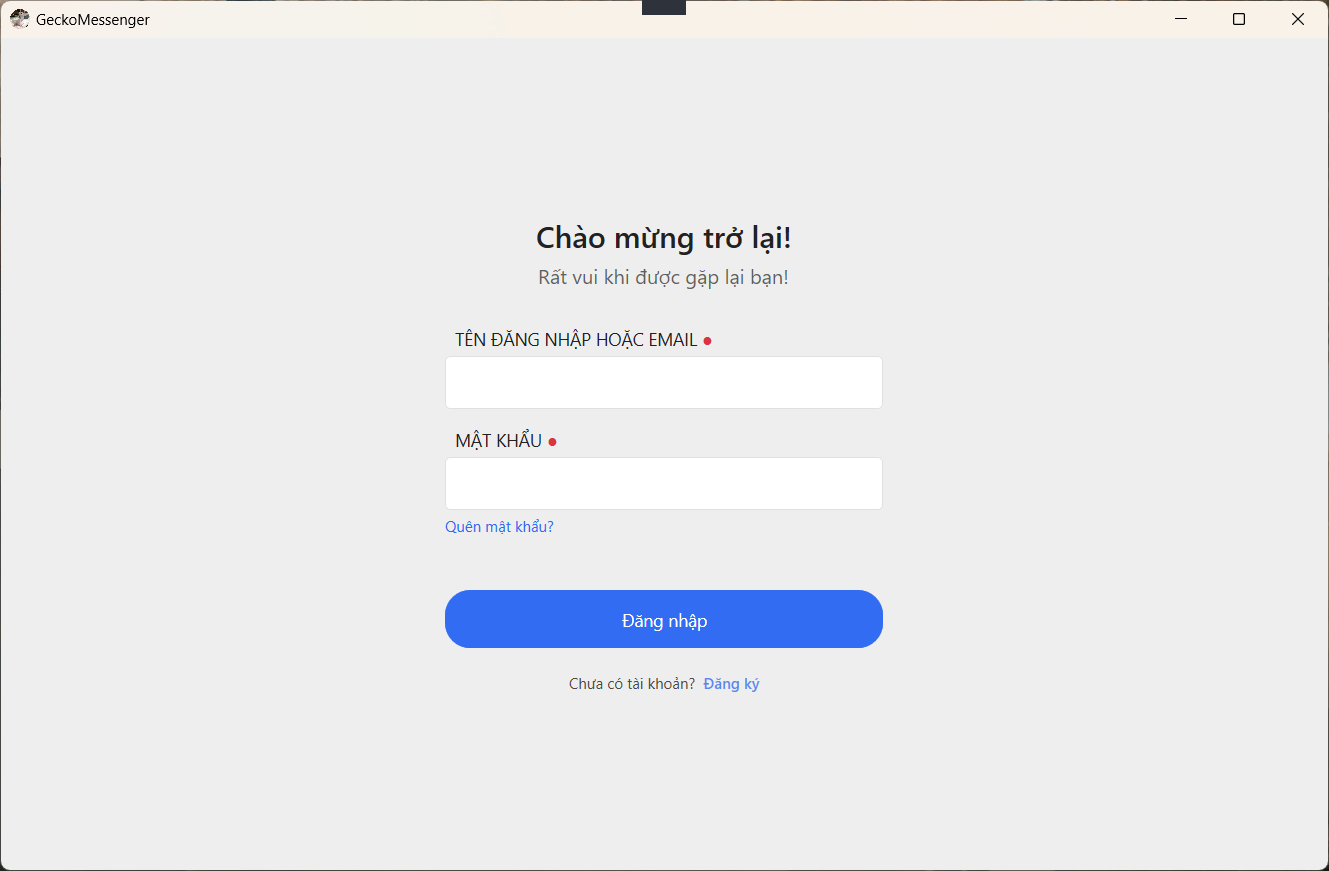 GeckoMessenger
Chào mừng trở lại!
Rất vui khi được gặp lại bạn!
TÊN ĐĂNG NHẬP HOẶC EMAIL
MẬT KHẨU
Quên mật khẩu?
Đăng nhập
Chưa có tài khoản? Đăng ký